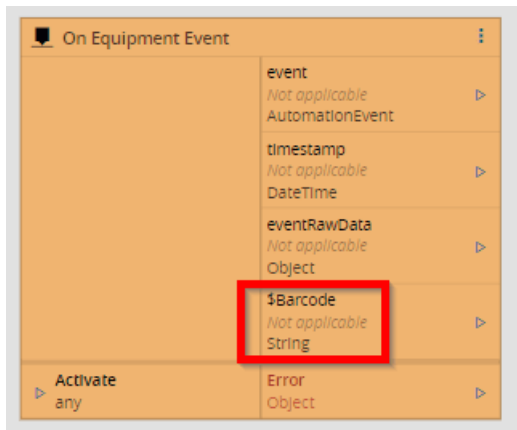 On Equipment Event
event
Not applicable
AutomationEvent
timestamp
Not applicable
DateTime
eventRawData
Not applicable
Object
$Barcode
Not applicable
String
Activate
any
Error
Object